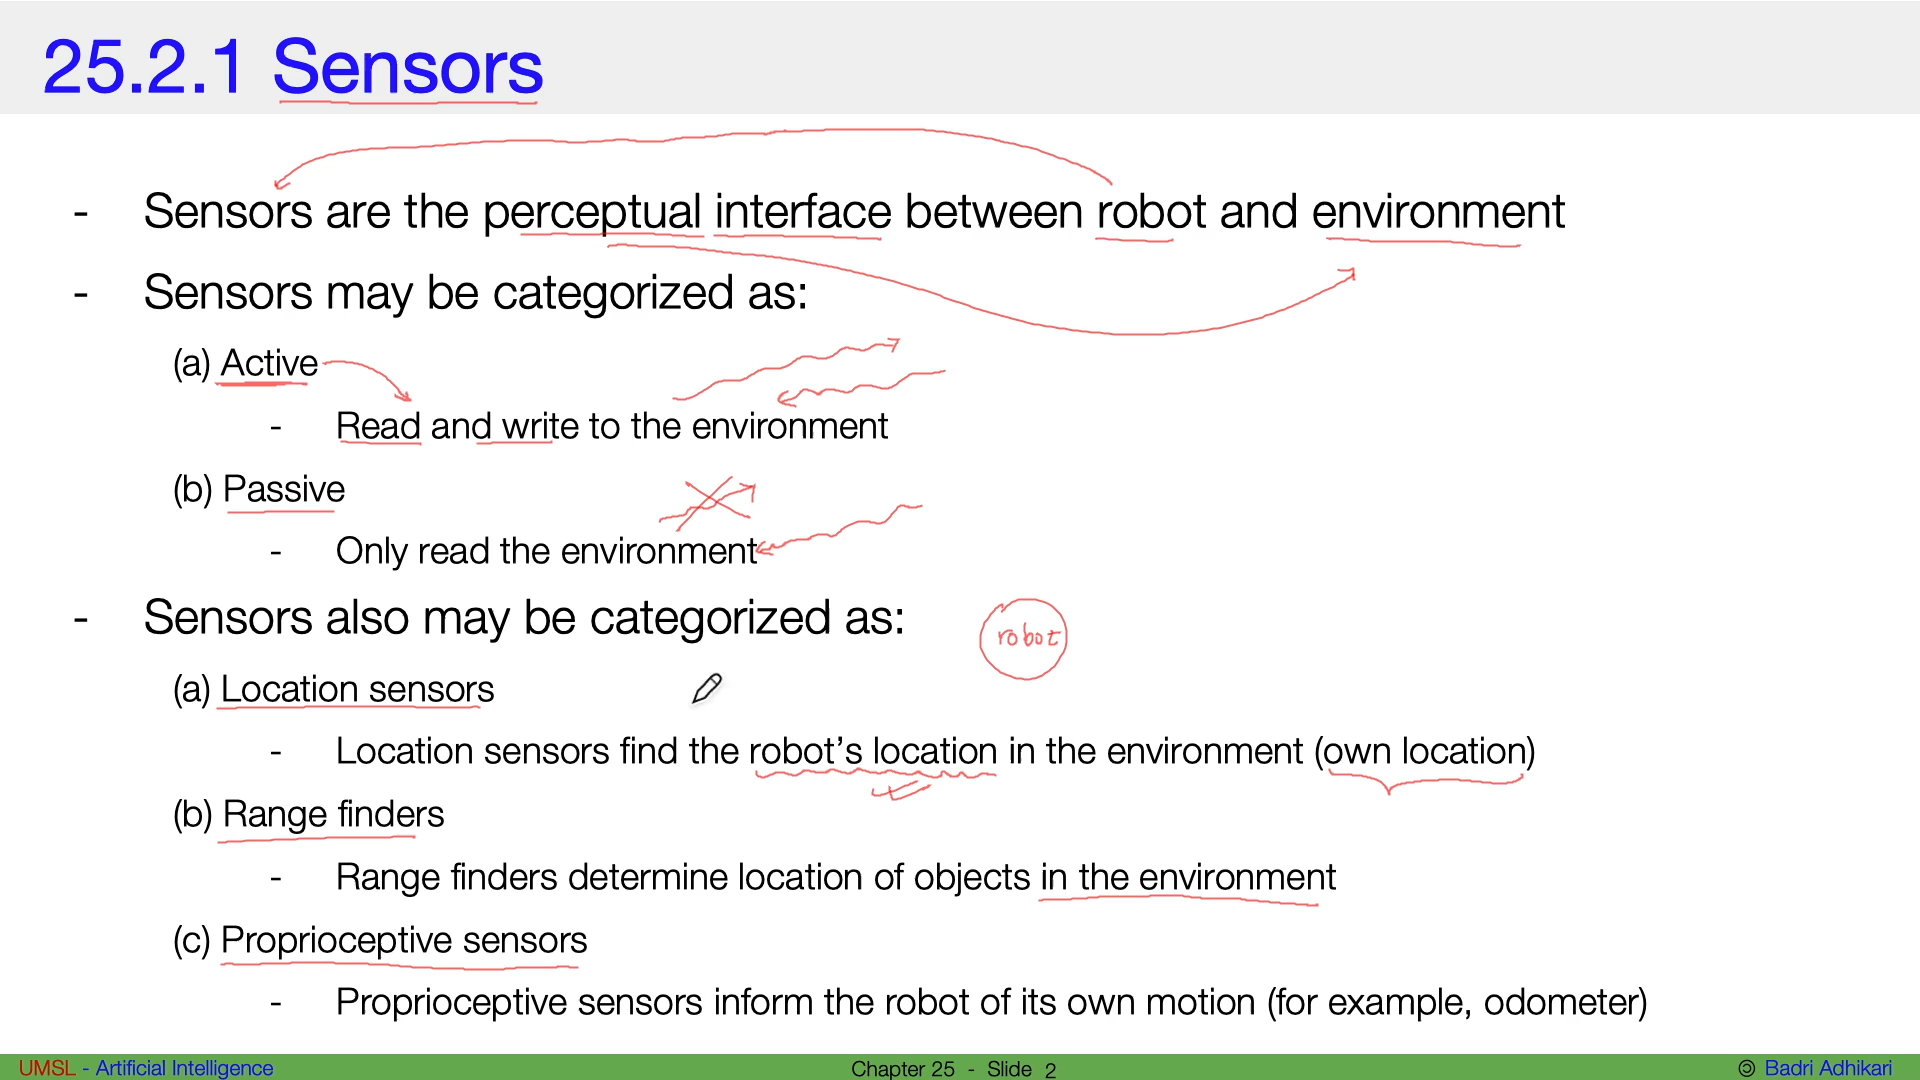 25.2.1 Sensors
- Sensors are the perceptual interface between robot and environment
- Sensors may be categorized as:
(a) Active
- Read and write to the environment
(b) Passive
- Only read the environment
- Sensors also may be categorized as:
robot
(a) Location sensors
- Location sensors find the robot’s location in the environment (own location)
(b) Range finders
- Range finders determine location of objects in the environment
(c) Proprioceptive sensors
- Proprioceptive sensors inform the robot of its own motion (for example, odometer)
UMSL - Artificial Intelligence Chapter 25 - Slide 2 🄯 Badri Adhikari